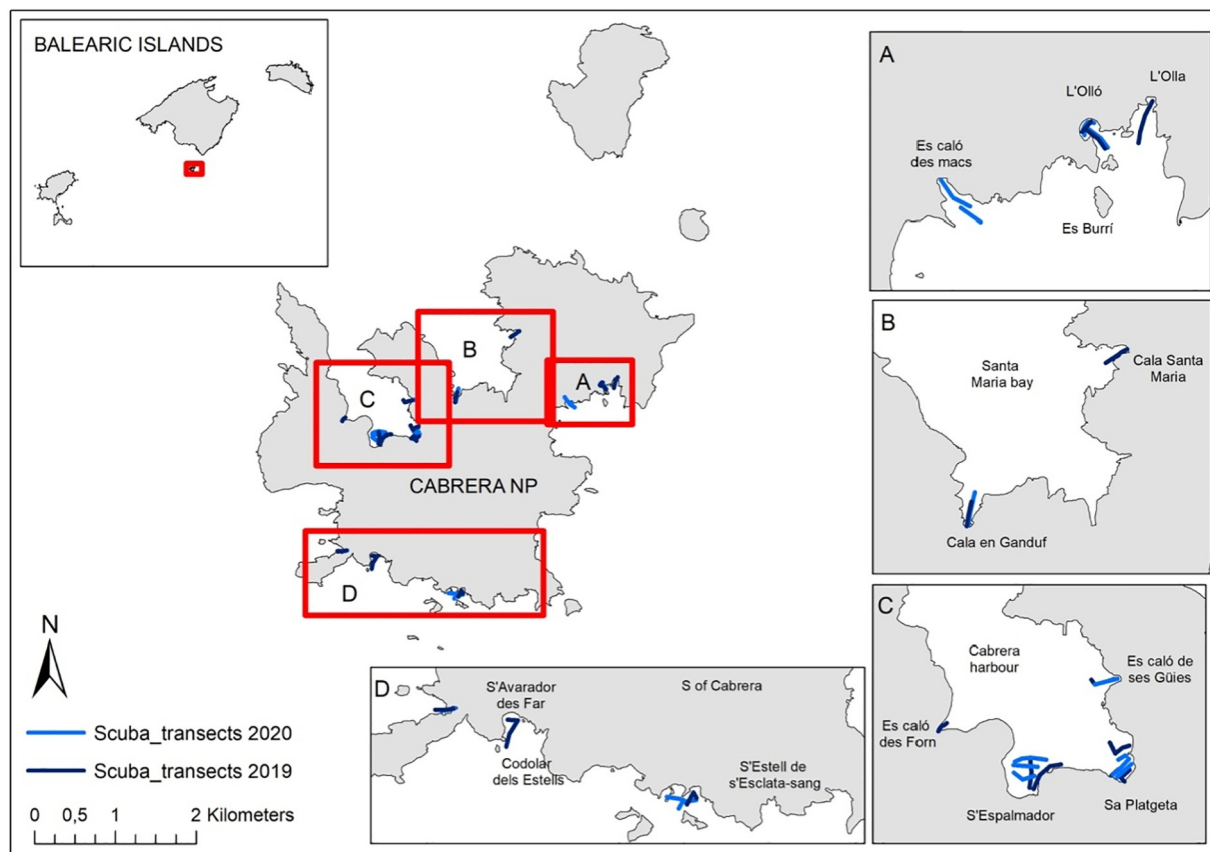 BALEARIC ISLANDS
A
B
C
D
CABRERA NP
N
Scuba_transects 2020
Scuba_transects 2019
0 0,5 1 2 Kilometers
A
L'Olla
L'Olló
Es caló
des macs
Es Burrí
B
Santa
Maria bay
Cala Santa
Maria
Cala en Ganduf
C
Cabrera
harbour
Es caló de
ses Güies
Es caló
des Forn
S'Espalmador
Sa Platgeta
D
S'Avarador
des Far
S of Cabrera
Codolar
dels Estells
S'Estell de
s'Esclata-sang